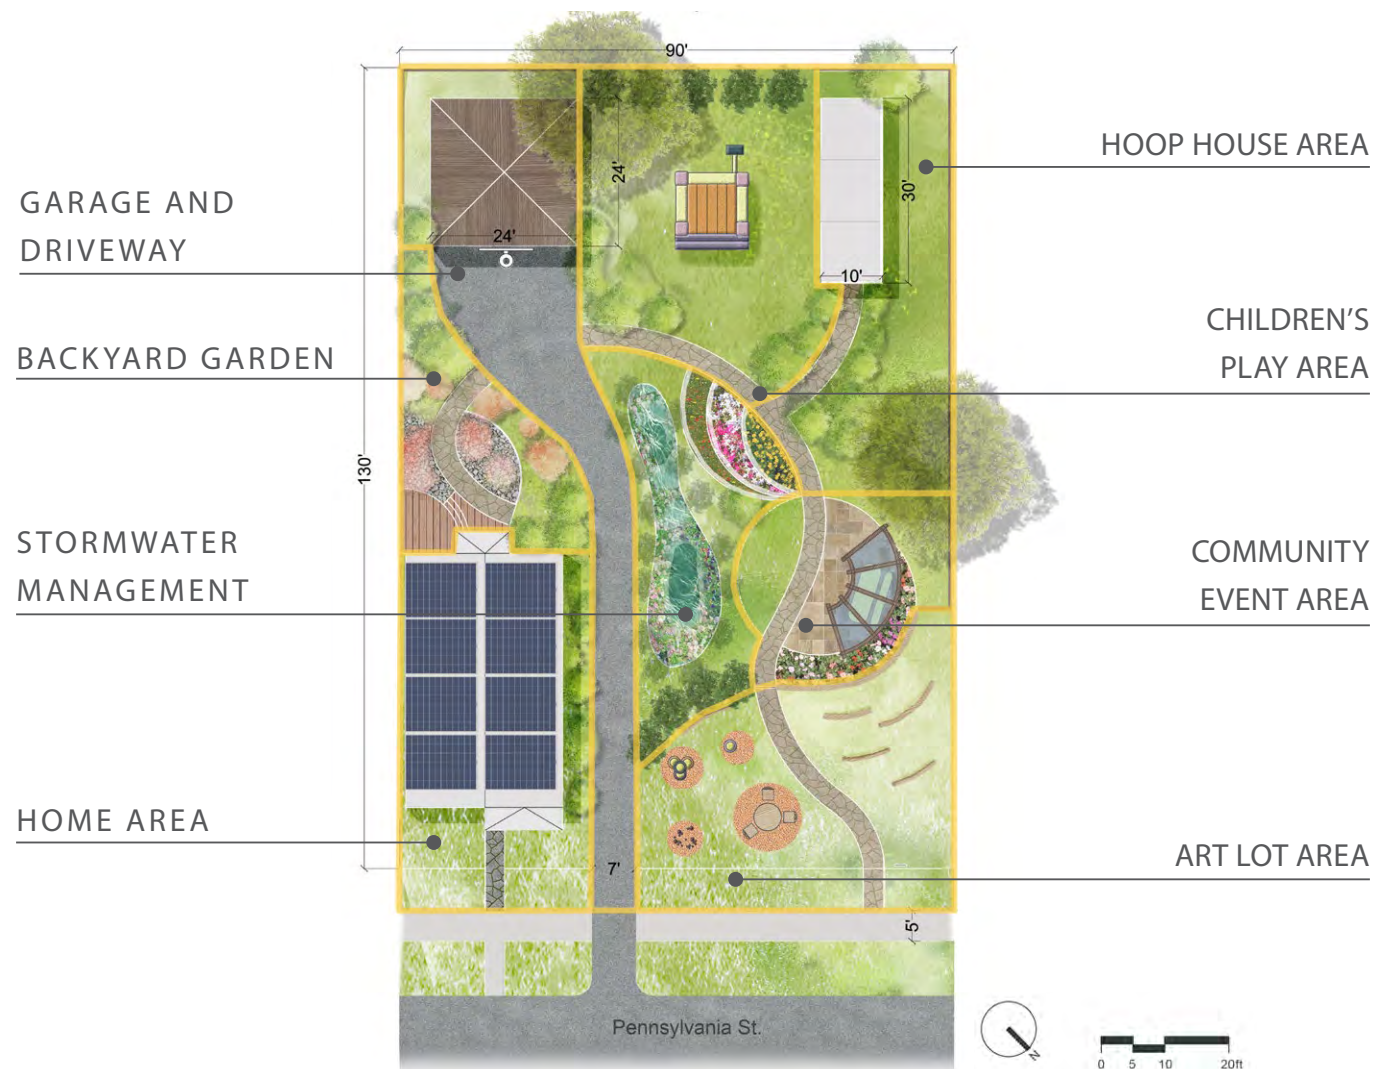 90'
HOOP HOUSE AREA
GARAGE AND
DRIVEWAY
24'
30'
24'
10'
CHILDREN'S
PLAY AREA
BACKYARD GARDEN
130'
STORMWATER
MANAGEMENT
COMMUNITY
EVENT AREA
HOME AREA
7'
ART LOT AREA
5'
Pennsylvania St.
N
0 5 10 20ft